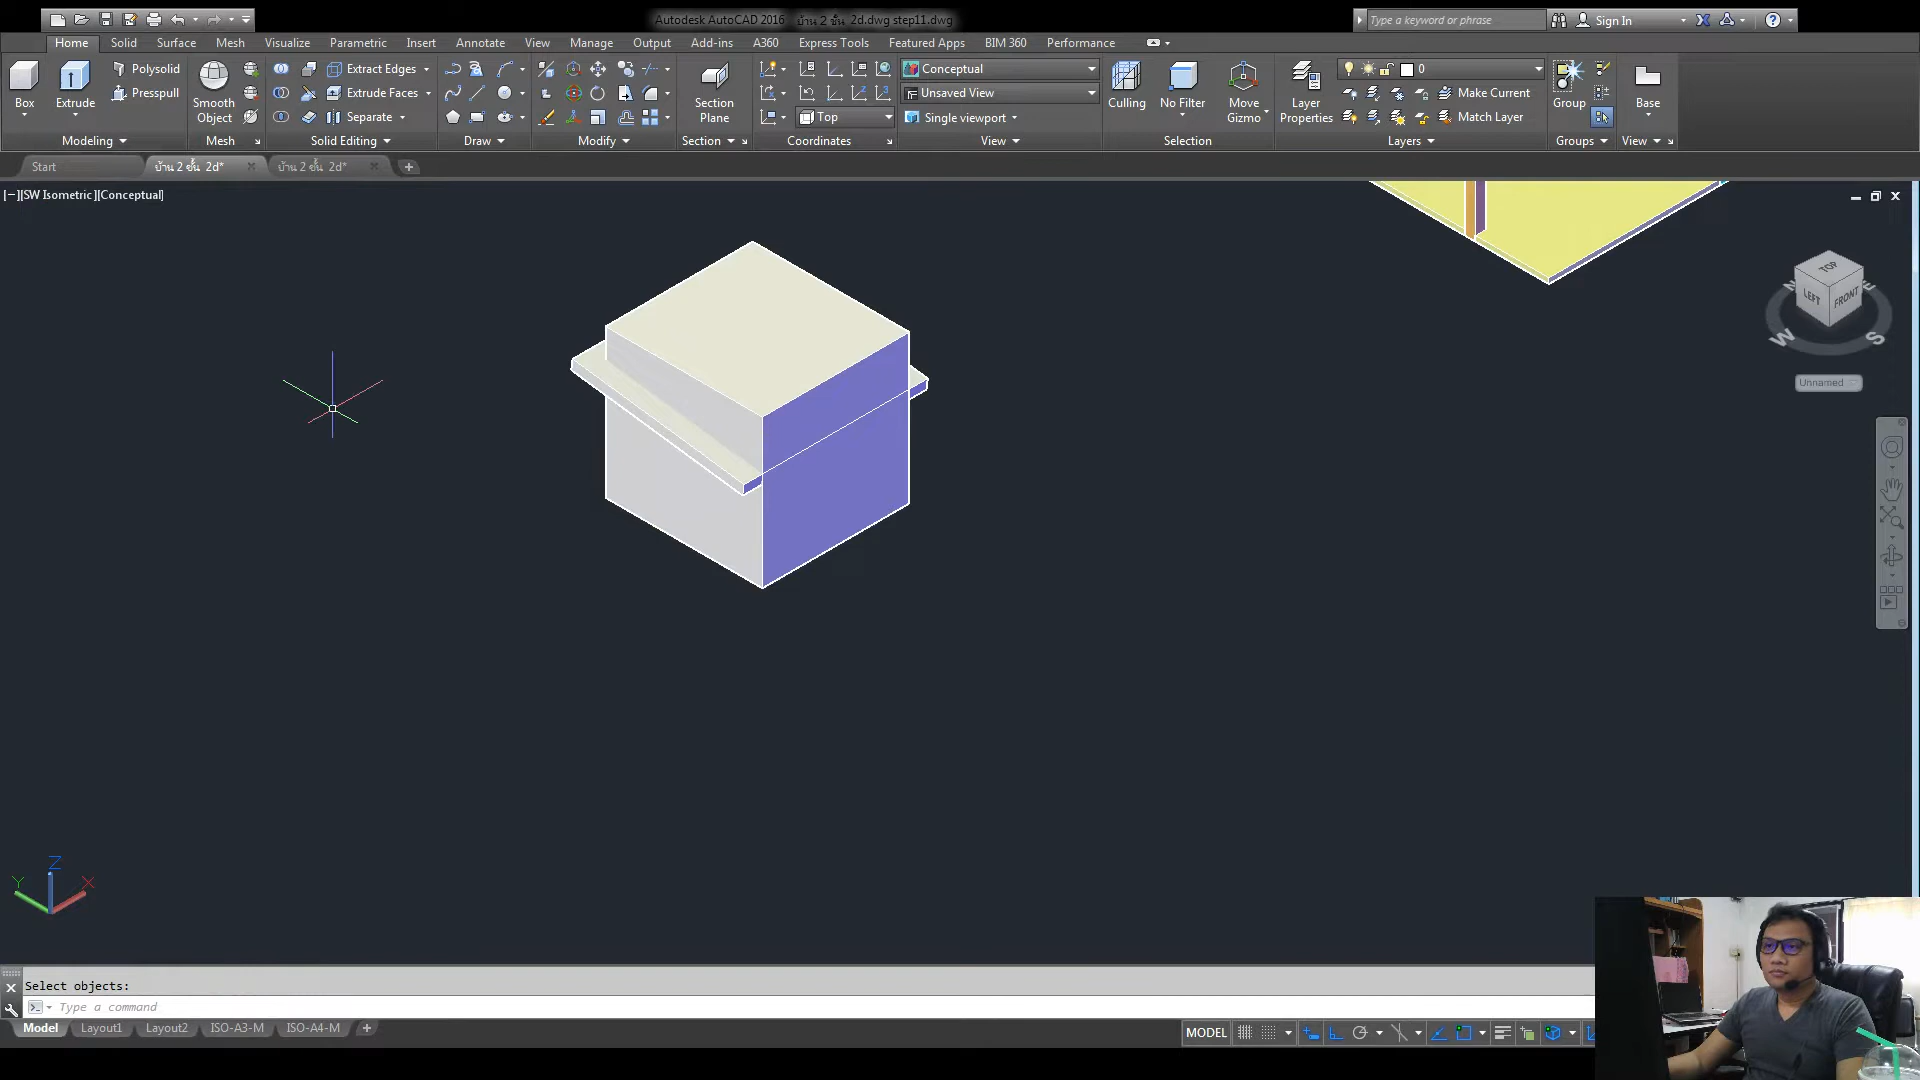 Autodesk AutoCAD 2016 บ้าน 2 ชั้น 2d.dwg step11.dwg
Type a keyword or phrase
Sign In
Home Solid Surface Mesh Visualize Parametric Insert Annotate View Manage Output Add-ins A360 Express Tools Featured Apps BIM 360 Performance
Box
Extrude
Polysolid
Presspull
Smooth Object
Extract Edges
Extrude Faces
Separate
Section Plane
Top
Conceptual
Unsaved View
Single viewport
Culling
No Filter
Move Gizmo
Layer Properties
0
Make Current
Match Layer
Group
Base
Modeling Mesh Solid Editing Draw Modify Section Coordinates View Selection Layers Groups View
Start บ้าน 2 ชั้น 2d* บ้าน 2 ชั้น 2d*
[−][SW Isometric][Conceptual]
TOP
LEFT FRONT
N E
W S
Unnamed
Z
Y X
Select objects:
Type a command
Model Layout1 Layout2 ISO-A3-M ISO-A4-M
MODEL